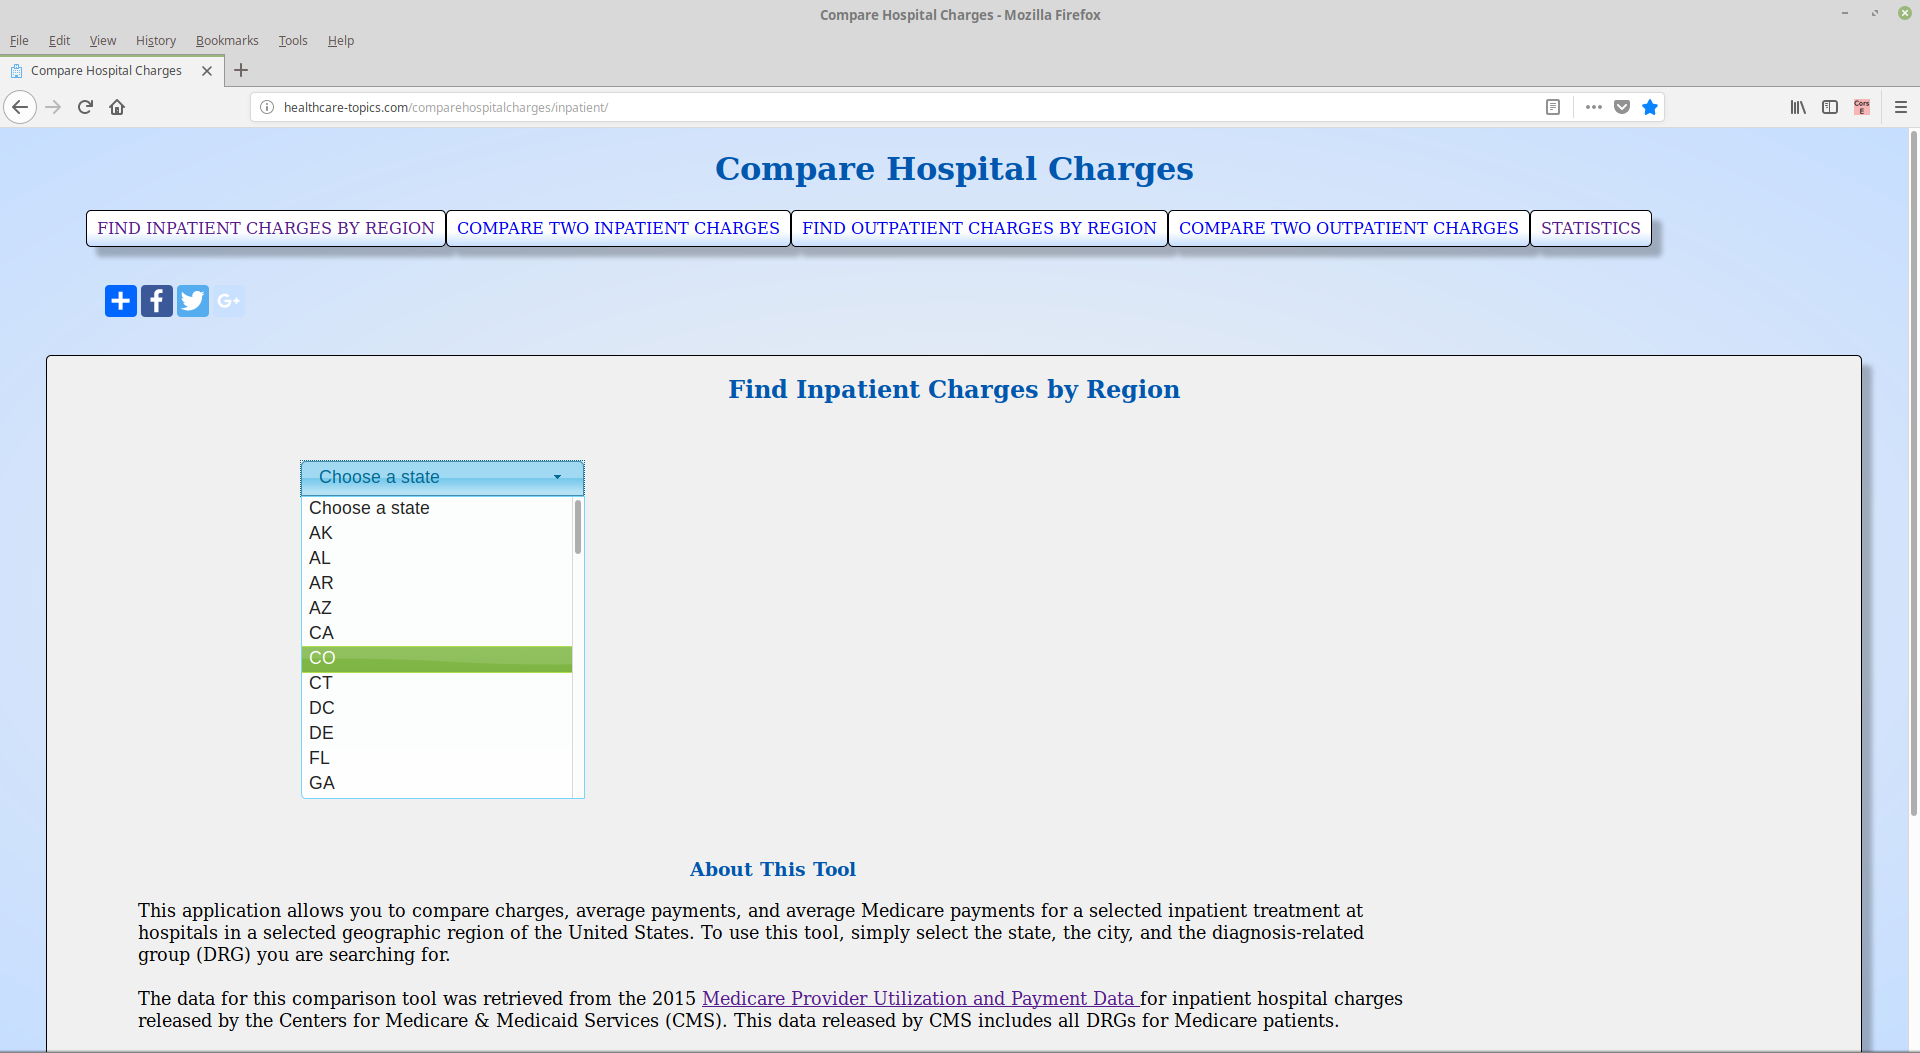 Compare Hospital Charges - Mozilla Firefox
File Edit View History Bookmarks Tools Help
Compare Hospital Charges
healthcare-topics.com/comparehospitalcharges/inpatient/
Cors
E
Compare Hospital Charges
FIND INPATIENT CHARGES BY REGION COMPARE TWO INPATIENT CHARGES FIND OUTPATIENT CHARGES BY REGION COMPARE TWO OUTPATIENT CHARGES STATISTICS
f G+
Find Inpatient Charges by Region
Choose a state
Choose a state
AK
AL
AR
AZ
CA
CO
CT
DC
DE
FL
GA
About This Tool
This application allows you to compare charges, average payments, and average Medicare payments for a selected inpatient treatment at
hospitals in a selected geographic region of the United States. To use this tool, simply select the state, the city, and the diagnosis-related
group (DRG) you are searching for.
The data for this comparison tool was retrieved from the 2015 Medicare Provider Utilization and Payment Data for inpatient hospital charges
released by the Centers for Medicare & Medicaid Services (CMS). This data released by CMS includes all DRGs for Medicare patients.